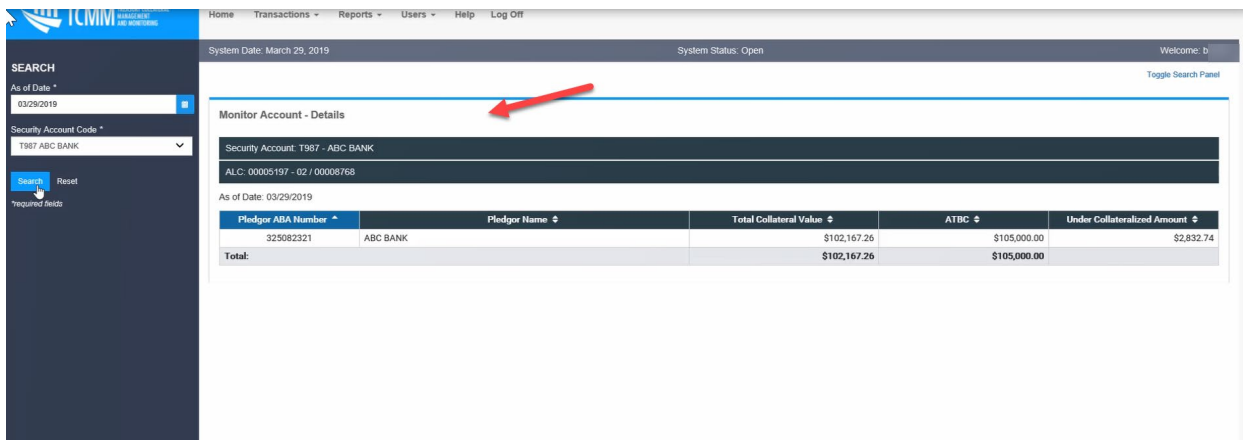 TCMM MANAGEMENT AND MONITORING
Home Transactions Reports Users Help Log Off
System Date: March 29, 2019 System Status: Open Welcome: b
Toggle Search Panel
SEARCH
As of Date *
03/29/2019
Security Account Code *
T987 ABC BANK
Search Reset
*required fields
Monitor Account - Details
Security Account: T987 - ABC BANK
ALC: 00005197 - 02 / 00008768
As of Date: 03/29/2019
Pledgor ABA Number Pledgor Name Total Collateral Value ATBC Under Collateralized Amount
325082321 ABC BANK $102,167.26 $105,000.00 $2,832.74
Total: $102,167.26 $105,000.00